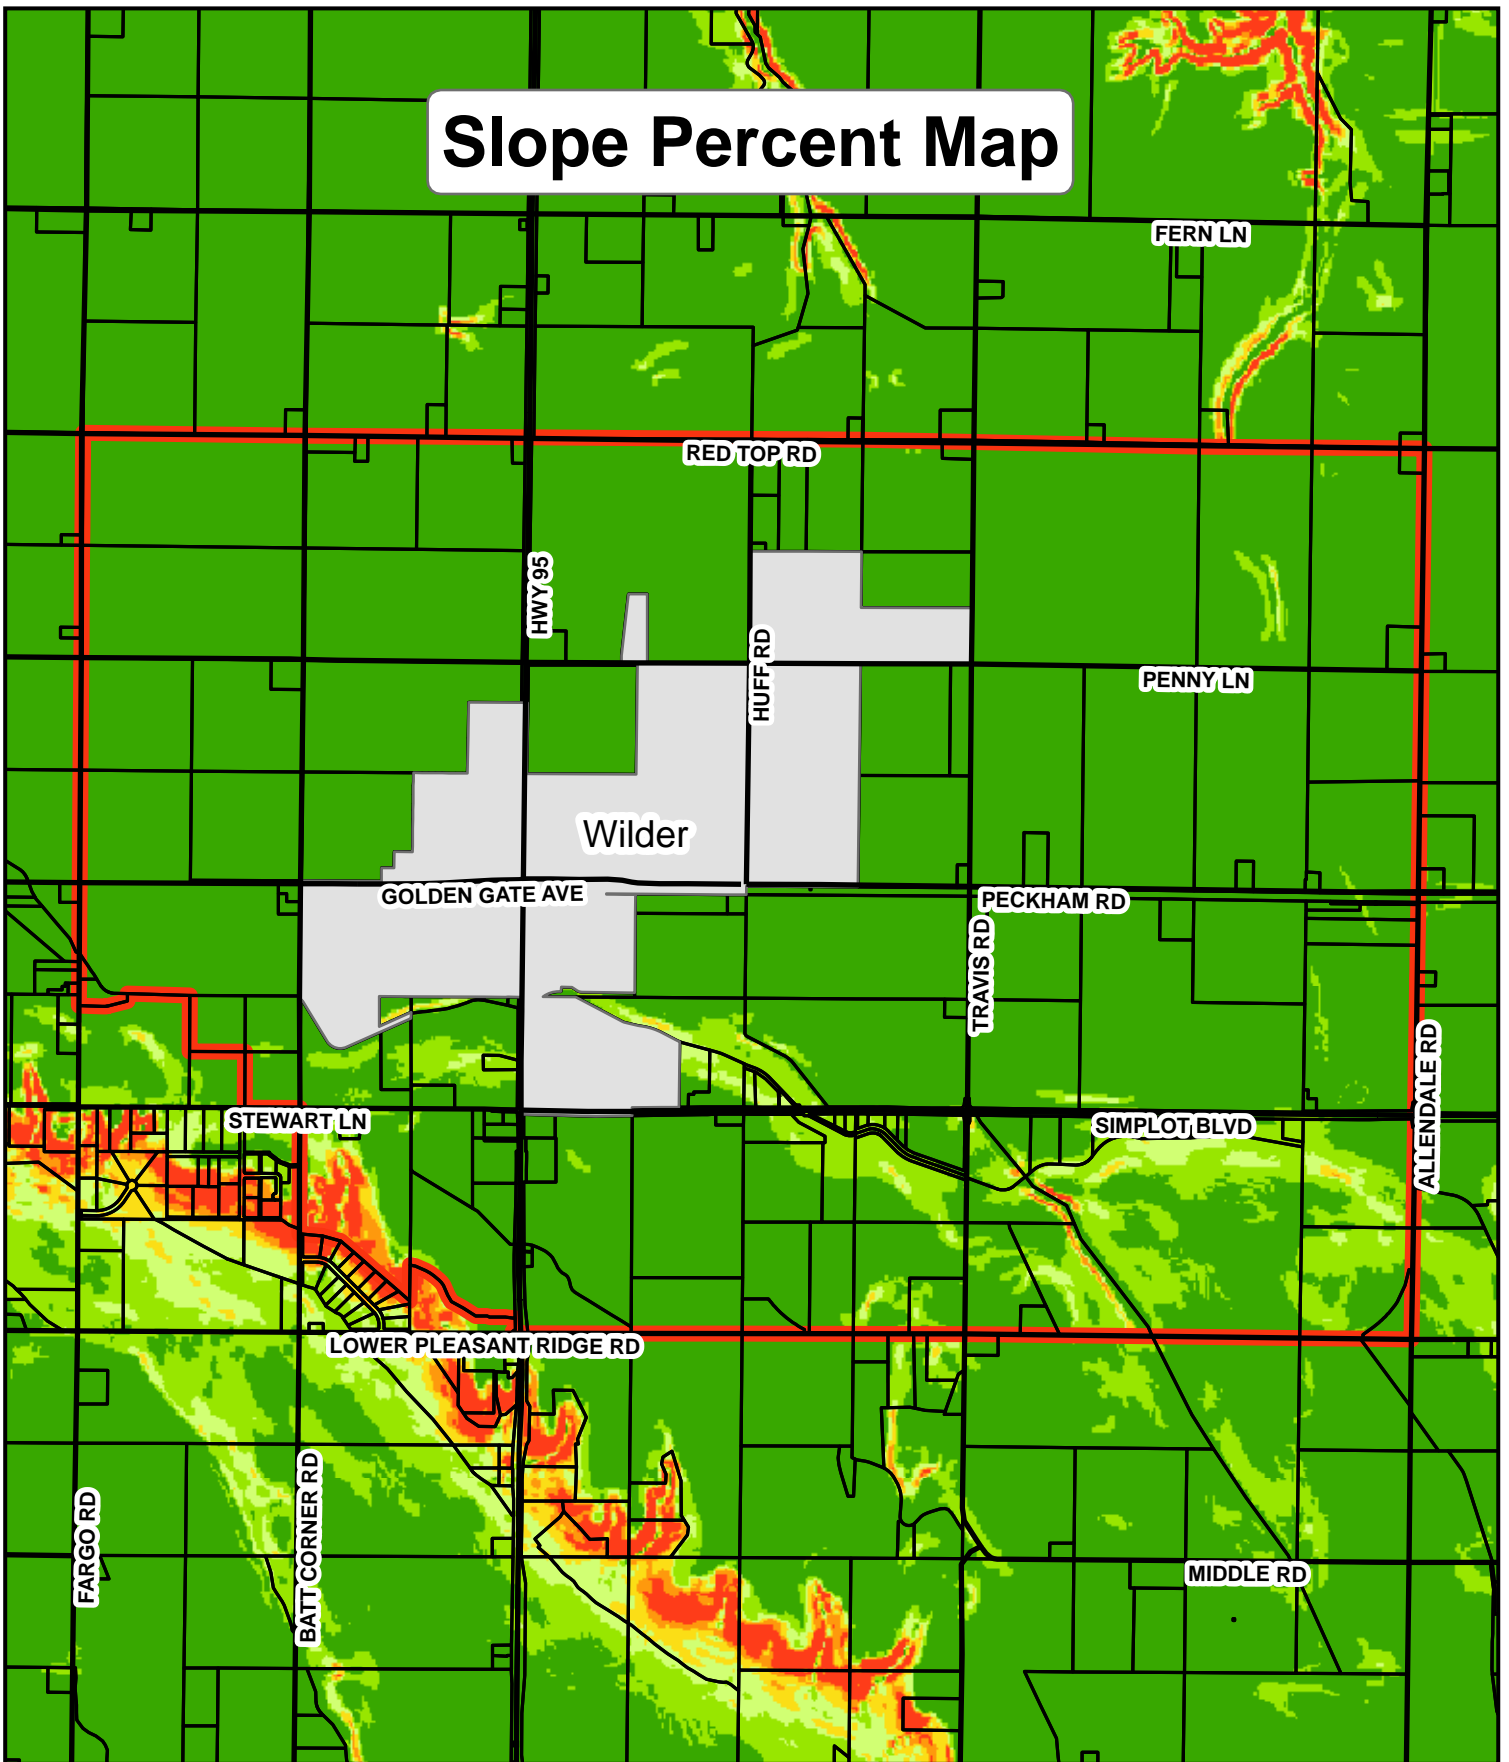 Slope Percent Map
FERN LN
RED TOP RD
HWY 95
HUFF RD
PENNY LN
Wilder
GOLDEN GATE AVE
PECKHAM RD
TRAVIS RD
ALLENDALE RD
STEWART LN
SIMPLOT BLVD
LOWER PLEASANT RIDGE RD
FARGO RD
BATT CORNER RD
MIDDLE RD